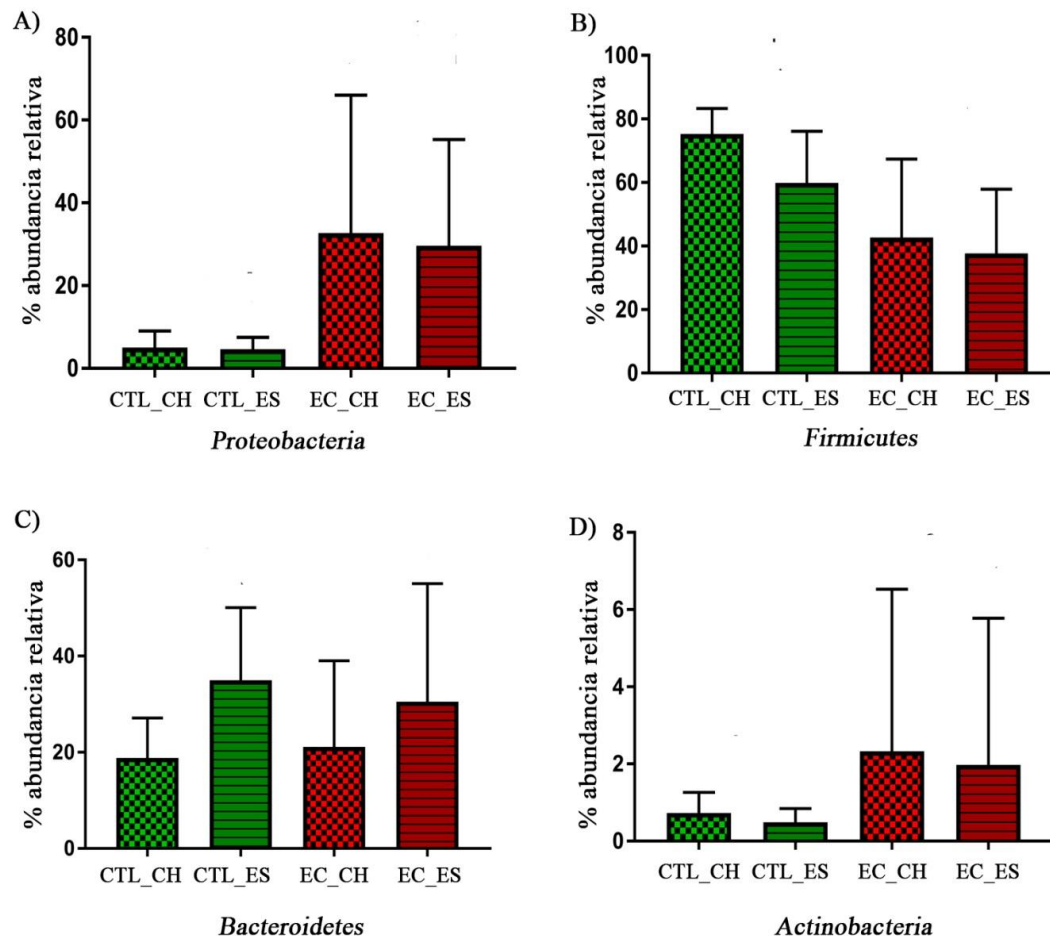 A)
% abundancia relativa
80
60
40
20
0
CTL_CH CTL_ES EC_CH EC_ES
Proteobacteria
B)
% abundancia relativa
100
80
60
40
20
0
CTL_CH CTL_ES EC_CH EC_ES
Firmicutes
C)
% abundancia relativa
60
40
20
0
CTL_CH CTL_ES EC_CH EC_ES
Bacteroidetes
D)
% abundancia relativa
8
6
4
2
0
CTL_CH CTL_ES EC_CH EC_ES
Actinobacteria